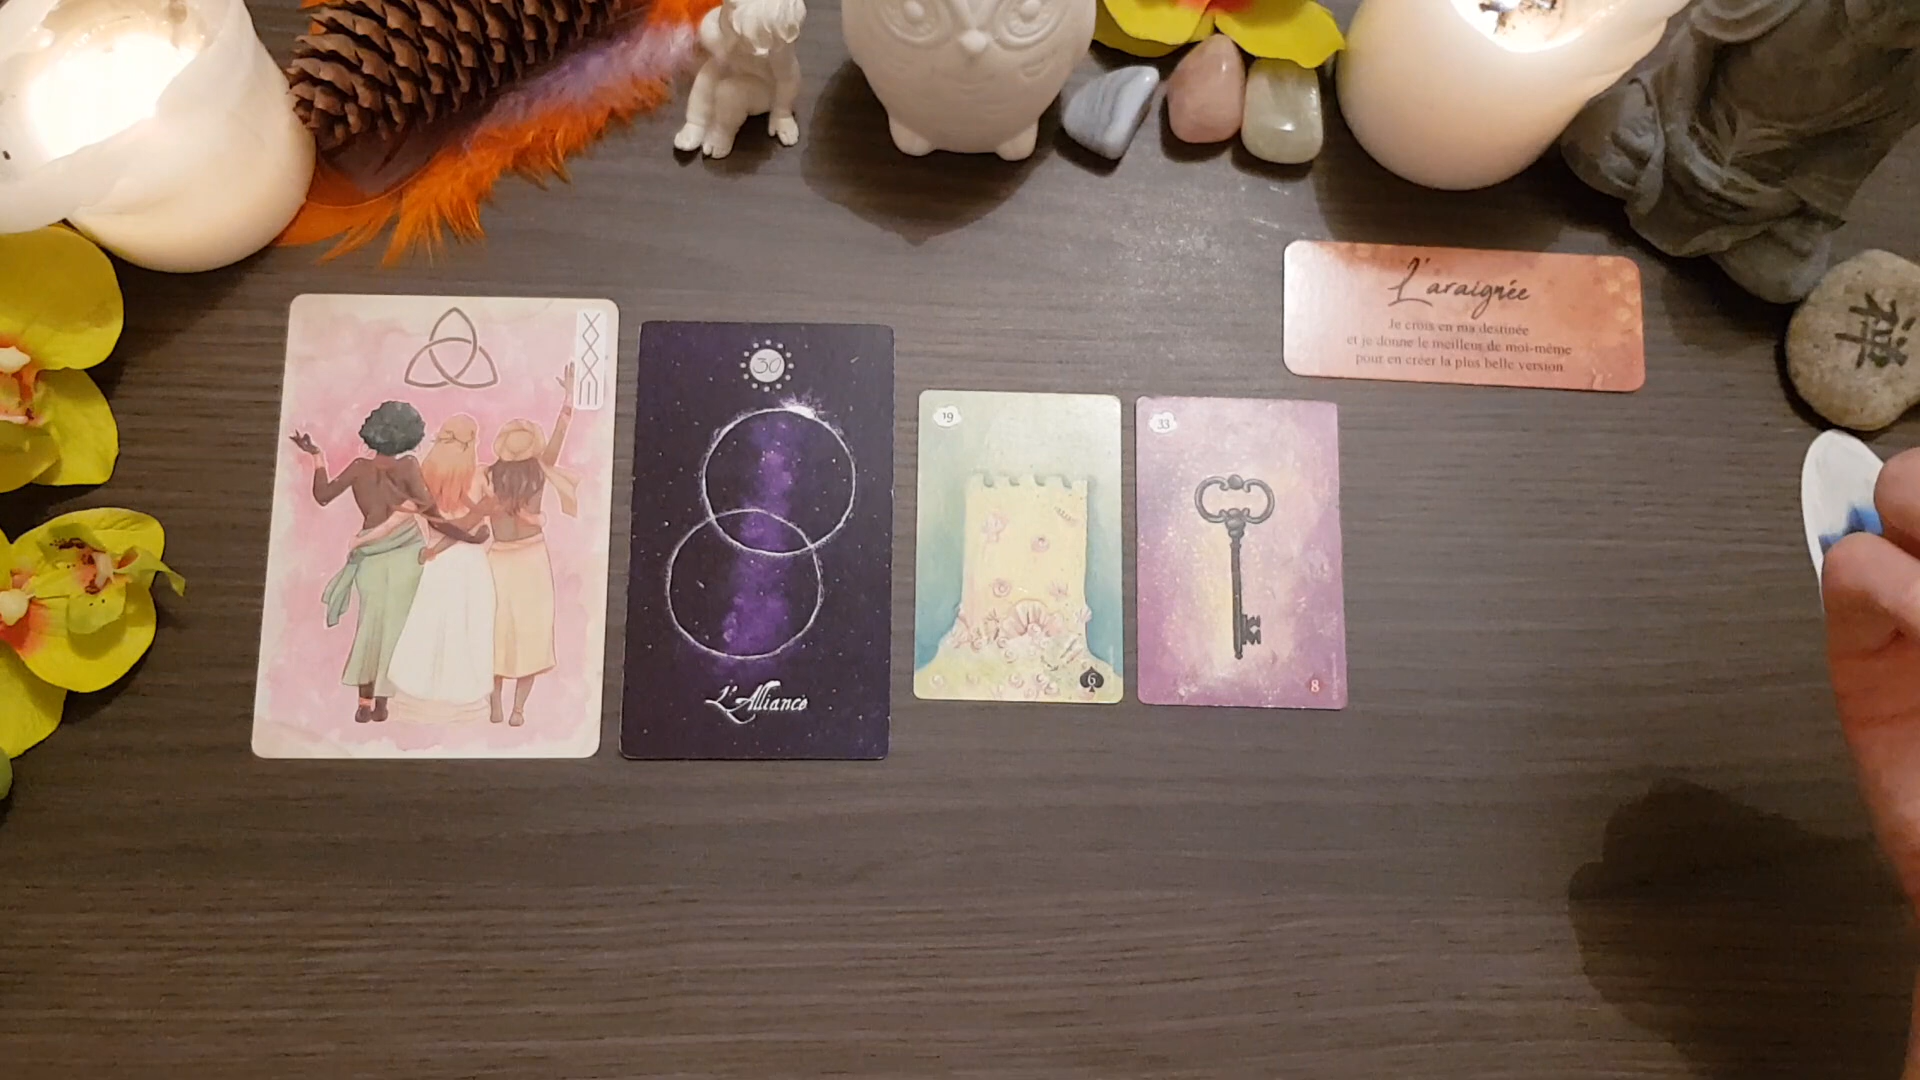 30
L'Alliance
19
6
33
8
L'araignée
Je crois en ma destinée
et je donne le meilleur de moi-même
pour en créer la plus belle version
禅